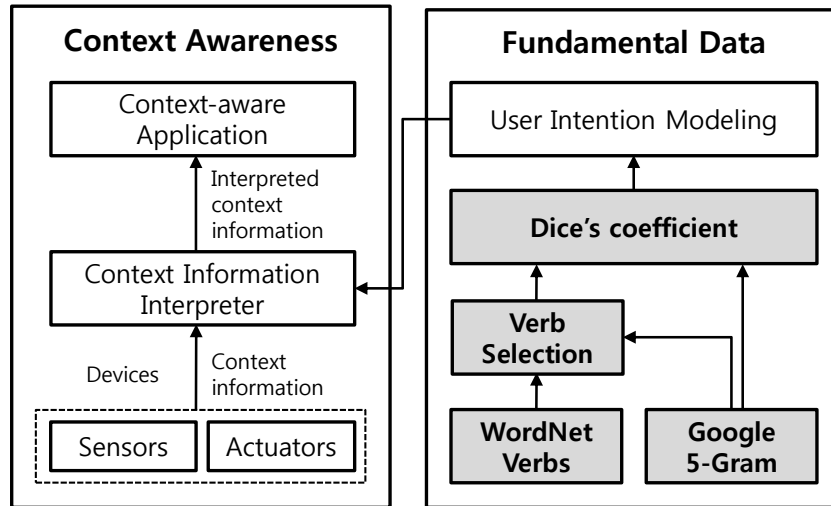 Context Awareness
Context-aware
Application
Interpreted
context
information
Context Information
Interpreter
Devices
Context
information
Sensors
Actuators
Fundamental Data
User Intention Modeling
Dice's coefficient
Verb
Selection
WordNet
Verbs
Google
5-Gram